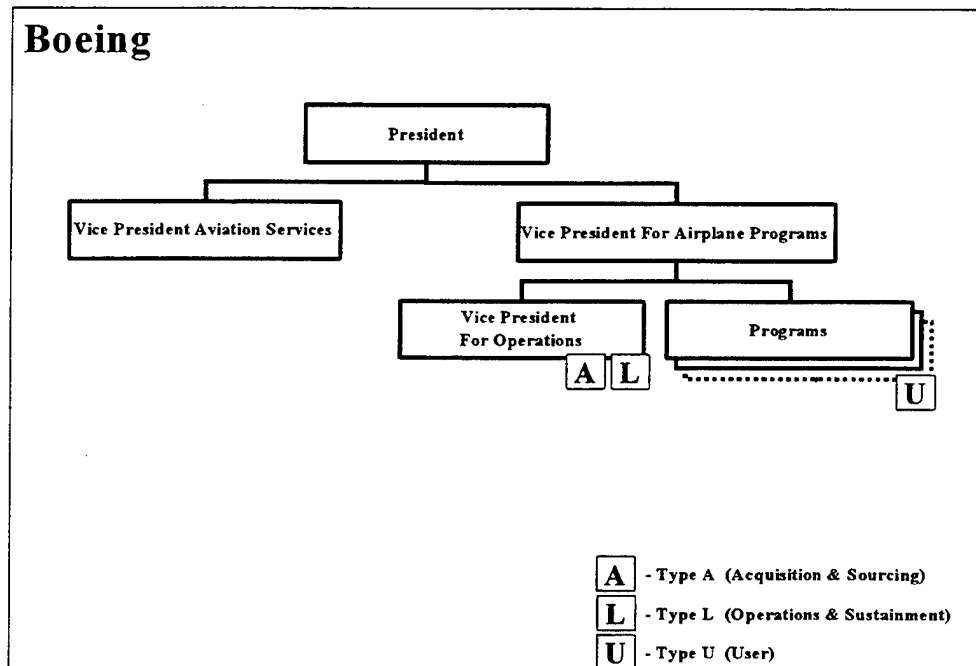 Boeing
President
Vice President Aviation Services
Vice President For Airplane Programs
Vice President
For Operations
Programs
A L
U
A - Type A (Acquisition & Sourcing)
L - Type L (Operations & Sustainment)
U - Type U (User)